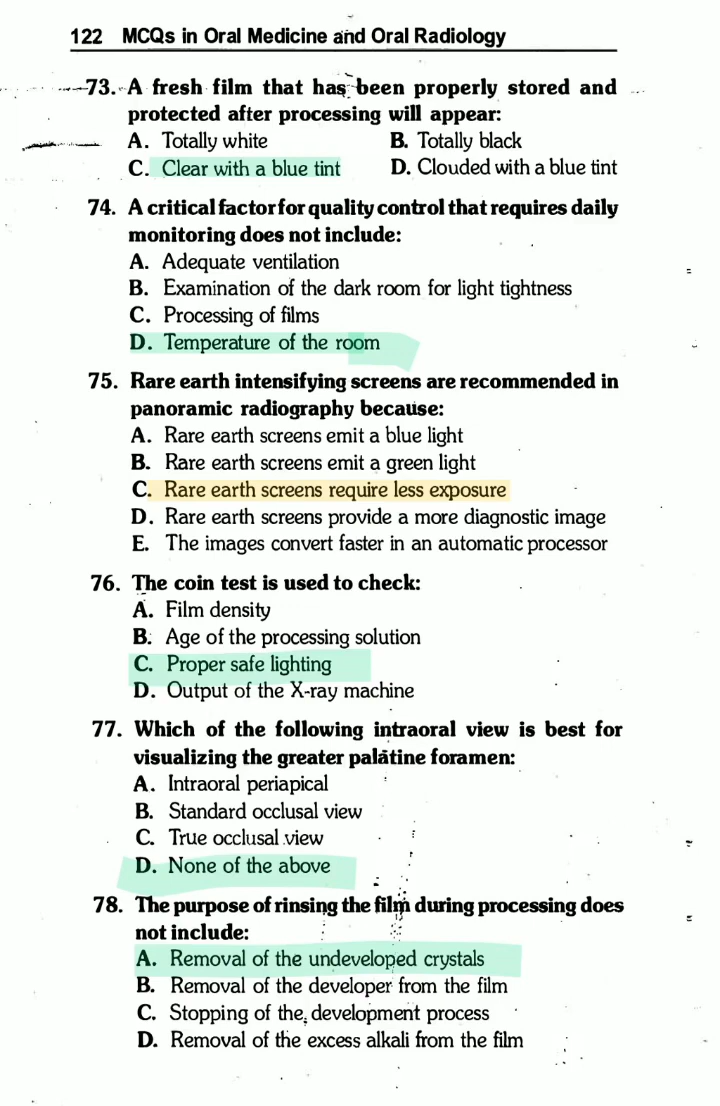 122 MCQs in Oral Medicine and Oral Radiology
73. A fresh film that has been properly stored and
protected after processing will appear:
A. Totally white B. Totally black
C. Clear with a blue tint D. Clouded with a blue tint
74. A critical factor for quality control that requires daily
monitoring does not include:
A. Adequate ventilation
B. Examination of the dark room for light tightness
C. Processing of films
D. Temperature of the room
75. Rare earth intensifying screens are recommended in
panoramic radiography because:
A. Rare earth screens emit a blue light
B. Rare earth screens emit a green light
C. Rare earth screens require less exposure
D. Rare earth screens provide a more diagnostic image
E. The images convert faster in an automatic processor
76. The coin test is used to check:
A. Film density
B. Age of the processing solution
C. Proper safe lighting
D. Output of the X-ray machine
77. Which of the following intraoral view is best for
visualizing the greater palatine foramen:
A. Intraoral periapical
B. Standard occlusal view
C. True occlusal view
D. None of the above
78. The purpose of rinsing the film during processing does
not include:
A. Removal of the undeveloped crystals
B. Removal of the developer from the film
C. Stopping of the development process
D. Removal of the excess alkali from the film